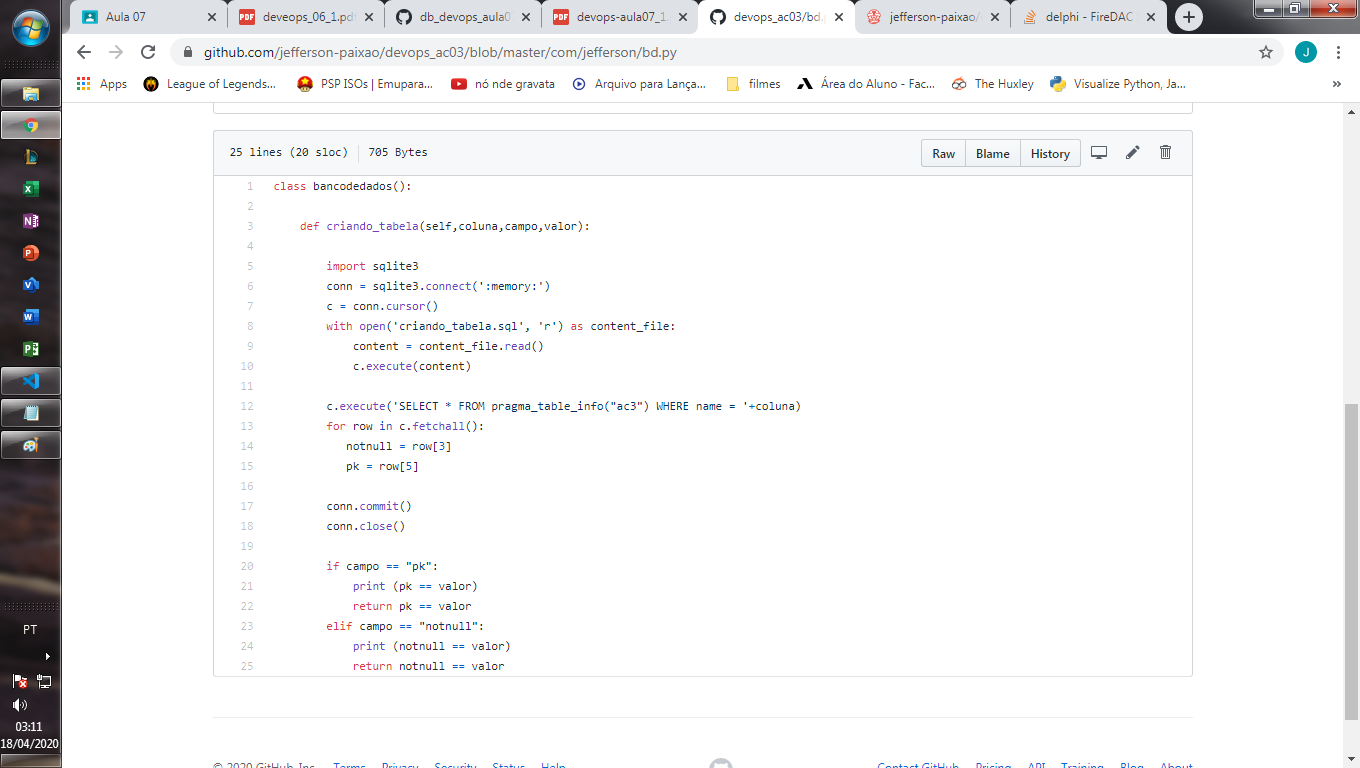 Aula 07
deveops_06_1.pdf
db_devops_aula0
devops-aula07_1.
devops_ac03/bd.p
jefferson-paixao/
delphi - FireDAC
github.com/jefferson-paixao/devops_ac03/blob/master/com/jefferson/bd.py
J
Apps
League of Legends...
PSP ISOs | Emupara...
nó nde gravata
Arquivo para Lança...
filmes
Área do Aluno - Fac...
The Huxley
Visualize Python, Ja...
»
25 lines (20 sloc)
705 Bytes
Raw
Blame
History
1 class bancodedados():
2
3 def criando_tabela(self,coluna,campo,valor):
4
5 import sqlite3
6 conn = sqlite3.connect(':memory:')
7 c = conn.cursor()
8 with open('criando_tabela.sql', 'r') as content_file:
9 content = content_file.read()
10 c.execute(content)
11
12 c.execute('SELECT * FROM pragma_table_info("ac3") WHERE name = '+coluna)
13 for row in c.fetchall():
14 notnull = row[3]
15 pk = row[5]
16
17 conn.commit()
18 conn.close()
19
20 if campo == "pk":
21 print (pk == valor)
22 return pk == valor
23 elif campo == "notnull":
24 print (notnull == valor)
25 return notnull == valor
© 2020 GitHub, Inc.
Terms
Privacy
Security
Status
Help
Contact GitHub
Pricing
API
Training
Blog
About
PT
03:11
18/04/2020